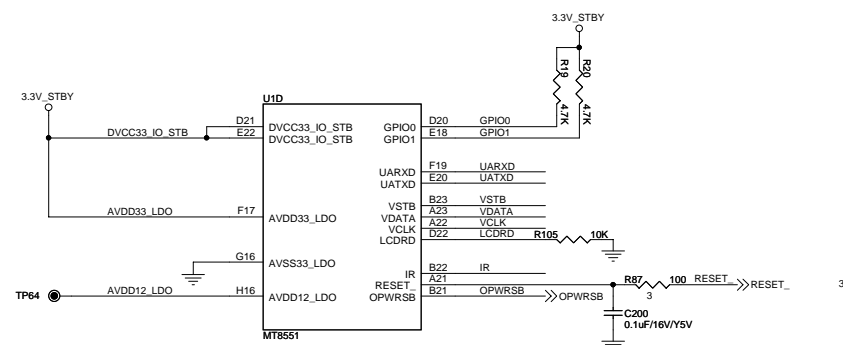 3.3V_STBY
3.3V_STBY
R19
R20
4.7K
4.7K
U1D
D21
DVCC33_IO_STB
DVCC33_IO_STB
E22
DVCC33_IO_STB
GPIO0
D20
GPIO0
GPIO1
E18
GPIO1
UARXD
F19
UARXD
UATXD
E20
UATXD
VSTB
B23
VSTB
AVDD33_LDO
F17
AVDD33_LDO
VDATA
A23
VDATA
VCLK
A22
VCLK
LCDRD
D22
LCDRD
R105
10K
G16
AVSS33_LDO
IR
B22
IR
RESET_
A21
R87
100
3
RESET_
RESET_
3
TP64
AVDD12_LDO
H16
AVDD12_LDO
OPWRSB
B21
OPWRSB
OPWRSB
C200
0.1uF/16V/Y5V
MT8551